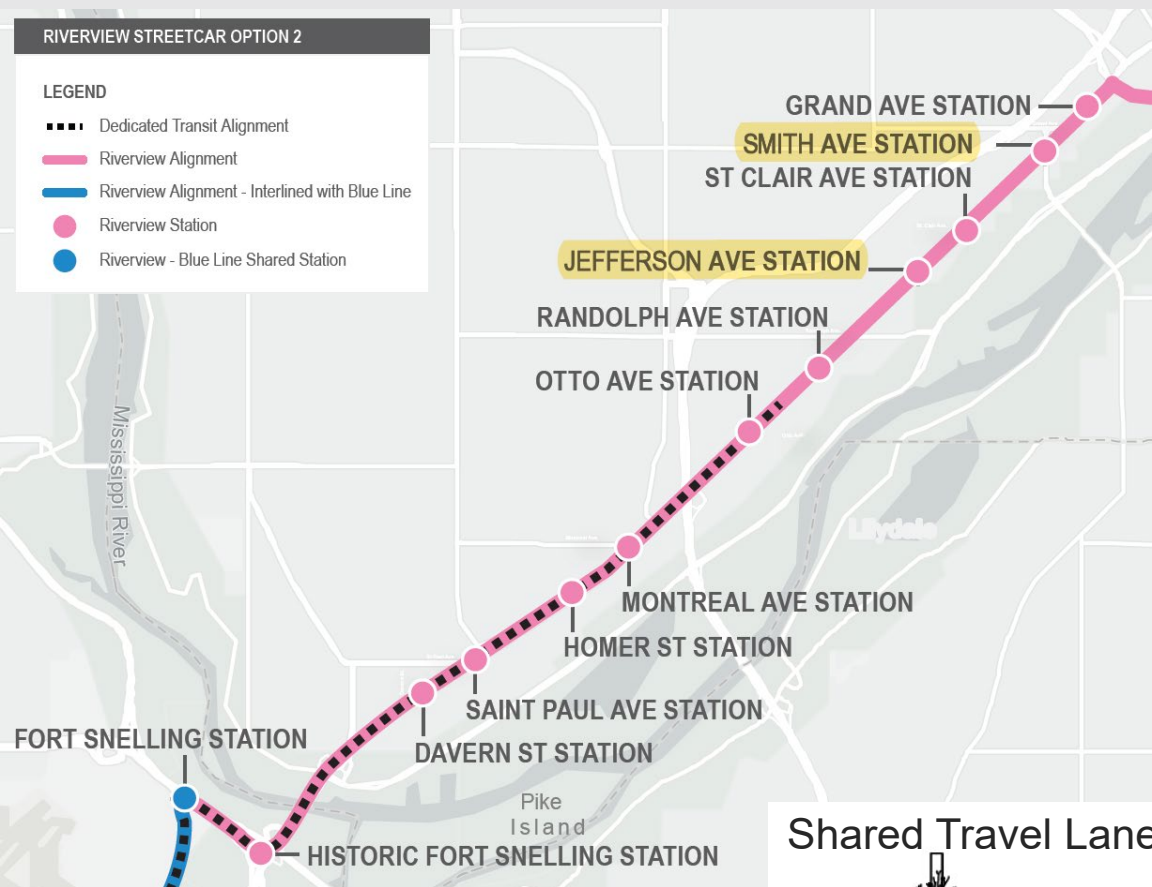 RIVERVIEW STREETCAR OPTION 2
LEGEND
Dedicated Transit Alignment
Riverview Alignment
Riverview Alignment - Interlined with Blue Line
Riverview Station
Riverview - Blue Line Shared Station
GRAND AVE STATION
SMITH AVE STATION
ST CLAIR AVE STATION
JEFFERSON AVE STATION
RANDOLPH AVE STATION
OTTO AVE STATION
Mississippi River
Lilydale
MONTREAL AVE STATION
HOMER ST STATION
SAINT PAUL AVE STATION
FORT SNELLING STATION
DAVERN ST STATION
Pike
Island
HISTORIC FORT SNELLING STATION
Shared Travel Lane